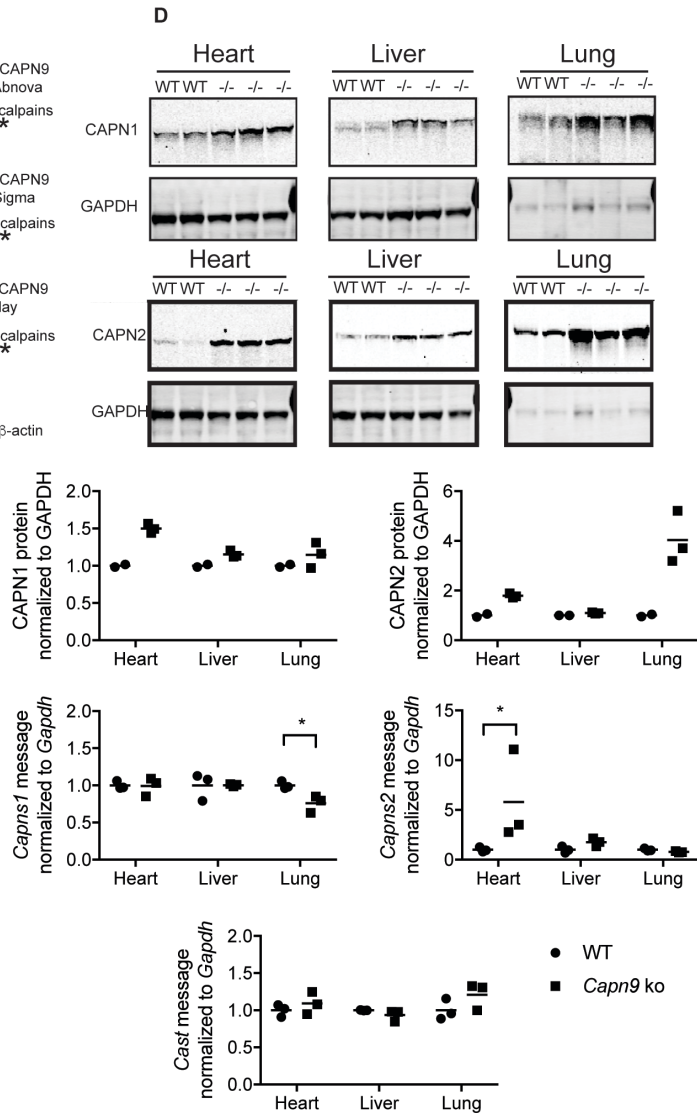 D
CAPN9
Abnova
calpains
*
CAPN9
Sigma
calpains
*
CAPN9
calpains
*
β-actin
Heart Liver Lung
WT WT -/- -/- -/- WT WT -/- -/- -/- WT WT -/- -/- -/-
CAPN1
GAPDH
Heart Liver Lung
WT WT -/- -/- -/- WT WT -/- -/- -/- WT WT -/- -/- -/-
CAPN2
GAPDH
CAPN1 protein
normalized to GAPDH
2.0
1.5
1.0
0.5
0.0
Heart Liver Lung
CAPN2 protein
normalized to GAPDH
6
4
2
0
Heart Liver Lung
Capns1 message
normalized to Gapdh
2.0
1.5
1.0
0.5
0.0
*
Heart Liver Lung
Capns2 message
normalized to Gapdh
15
10
5
0
*
Heart Liver Lung
Cast message
normalized to Gapdh
2.0
1.5
1.0
0.5
0.0
Heart Liver Lung
WT
Capn9 ko